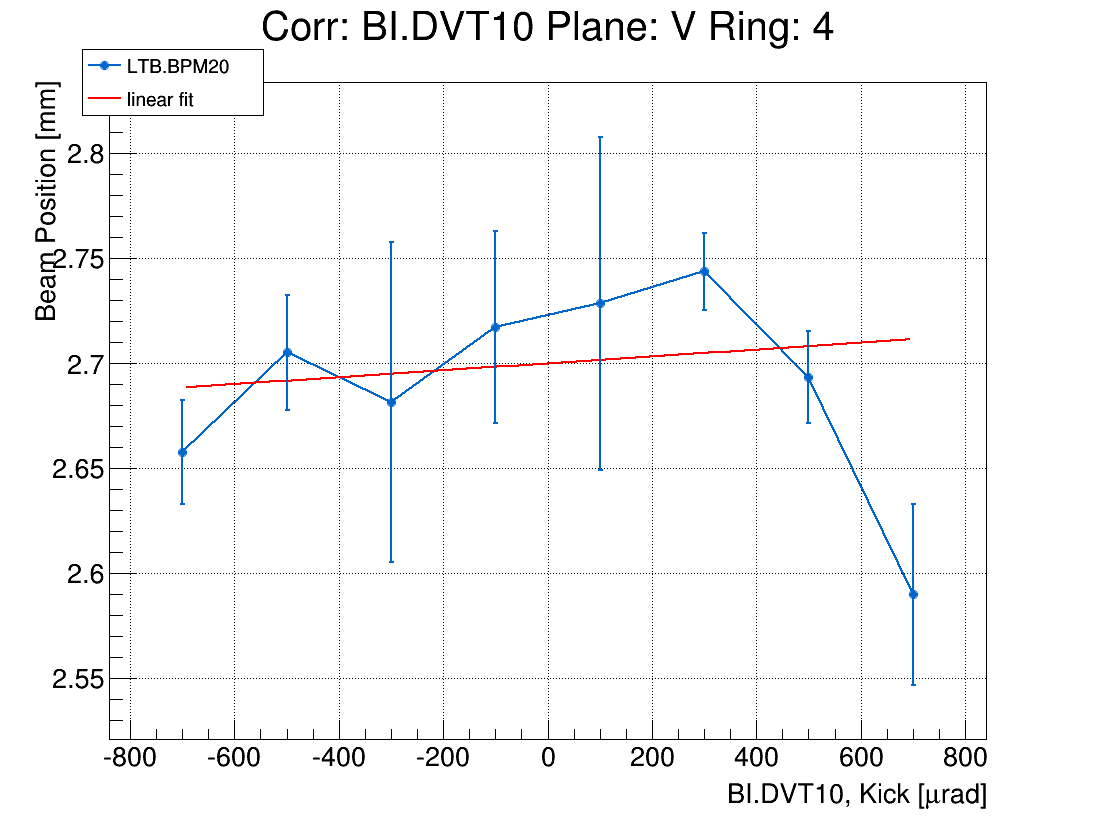 Corr: BI.DVT10 Plane: V Ring: 4
LTB.BPM20
linear fit
Beam Position [mm]
2.8
2.75
2.7
2.65
2.6
2.55
-800 -600 -400 -200 0 200 400 600 800
BI.DVT10, Kick [μrad]